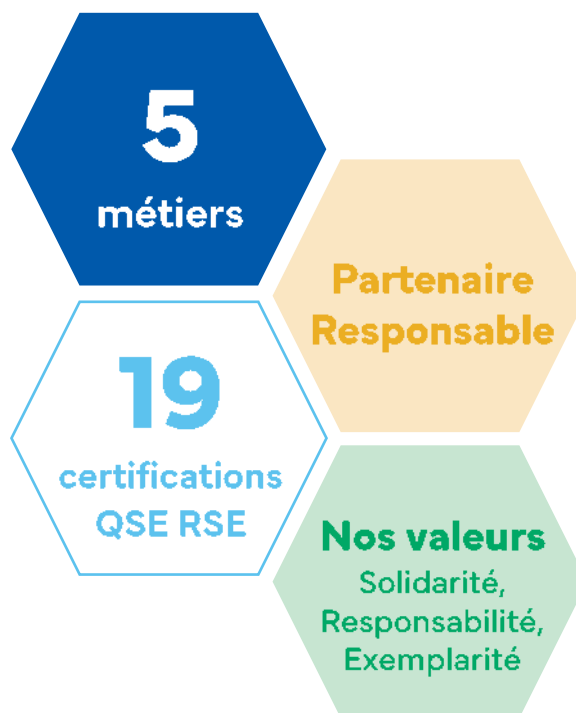 5
métiers
Partenaire
Responsable
19
certifications
QSE RSE
Nos valeurs
Solidarité,
Responsabilité,
Exemplarité